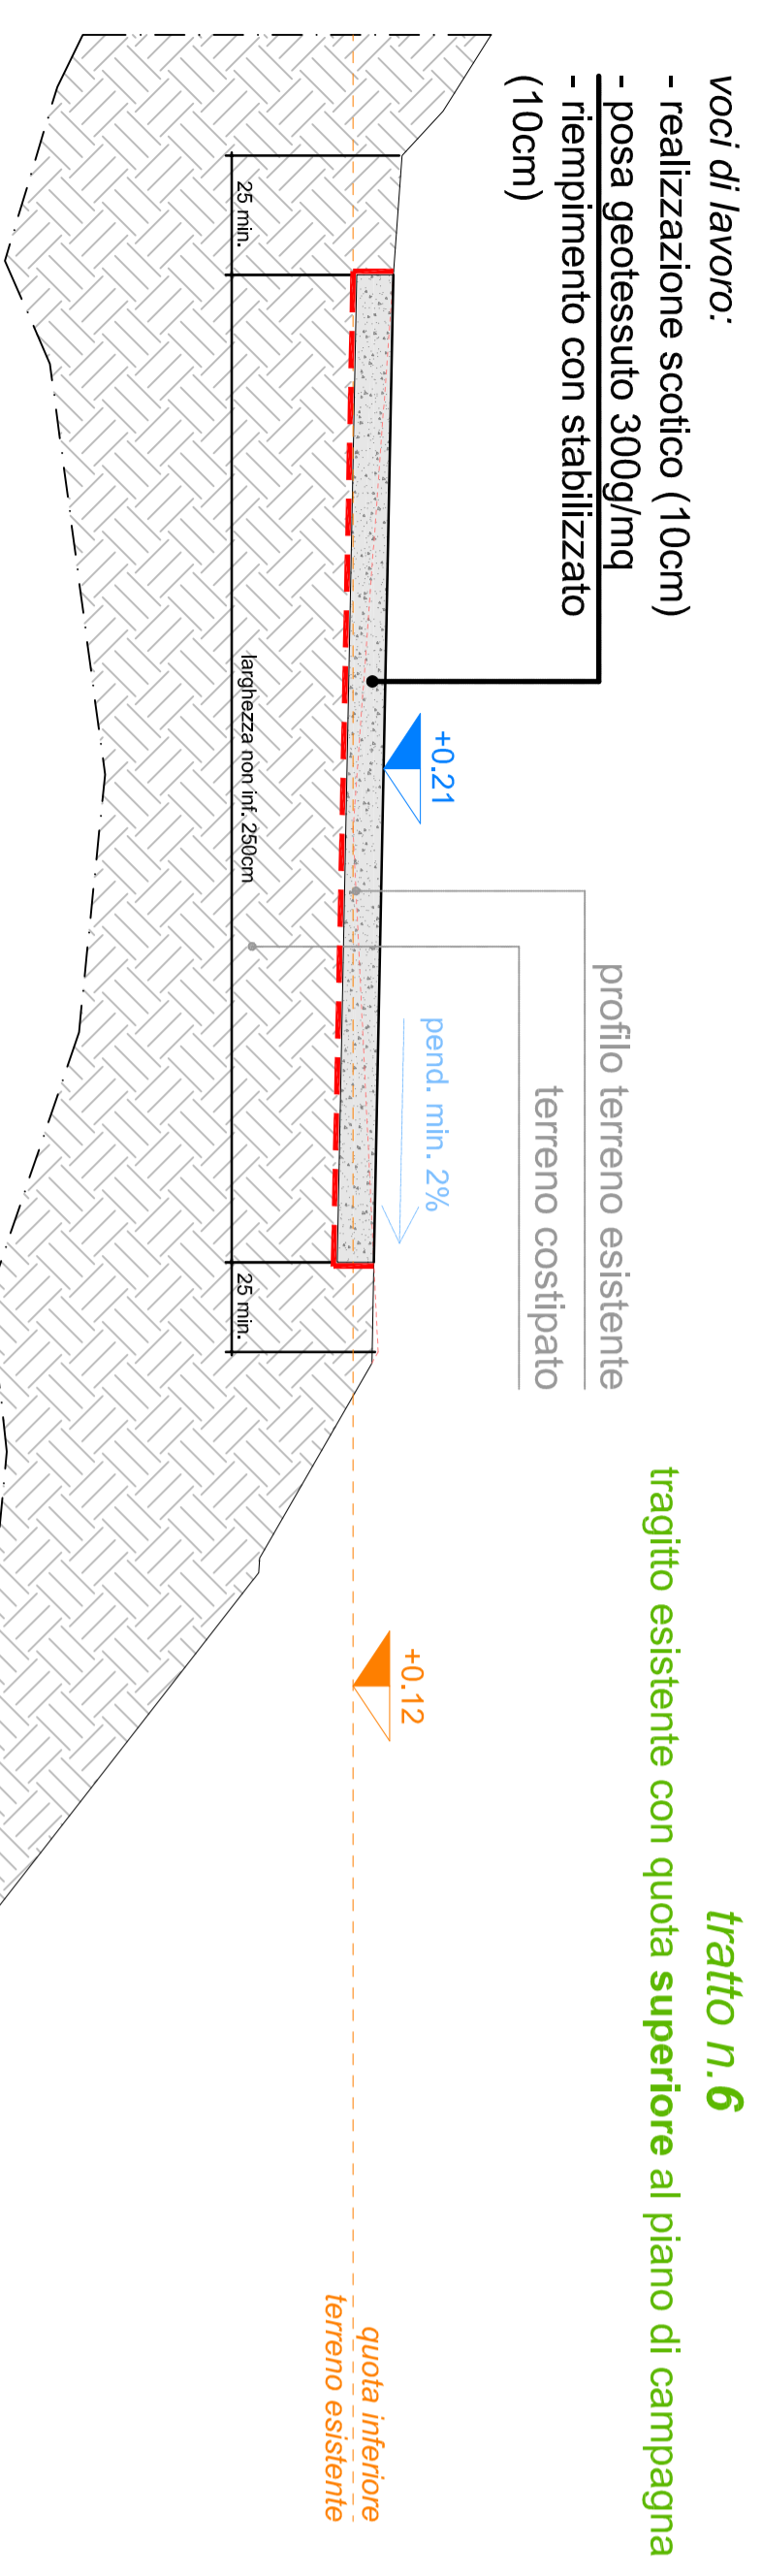 voci di lavoro:
- realizzazione scotico (10cm)
- posa geotessuto 300g/mq
- riempimento con stabilizzato
(10cm)
tratto n.6
tragitto esistente con quota superiore al piano di campagna
profilo terreno esistente
terreno costipato
+0.21
pend. min. 2%
+0.12
quota inferiore
terreno esistente
25 min.
larghezza non inf. 250cm
25 min.